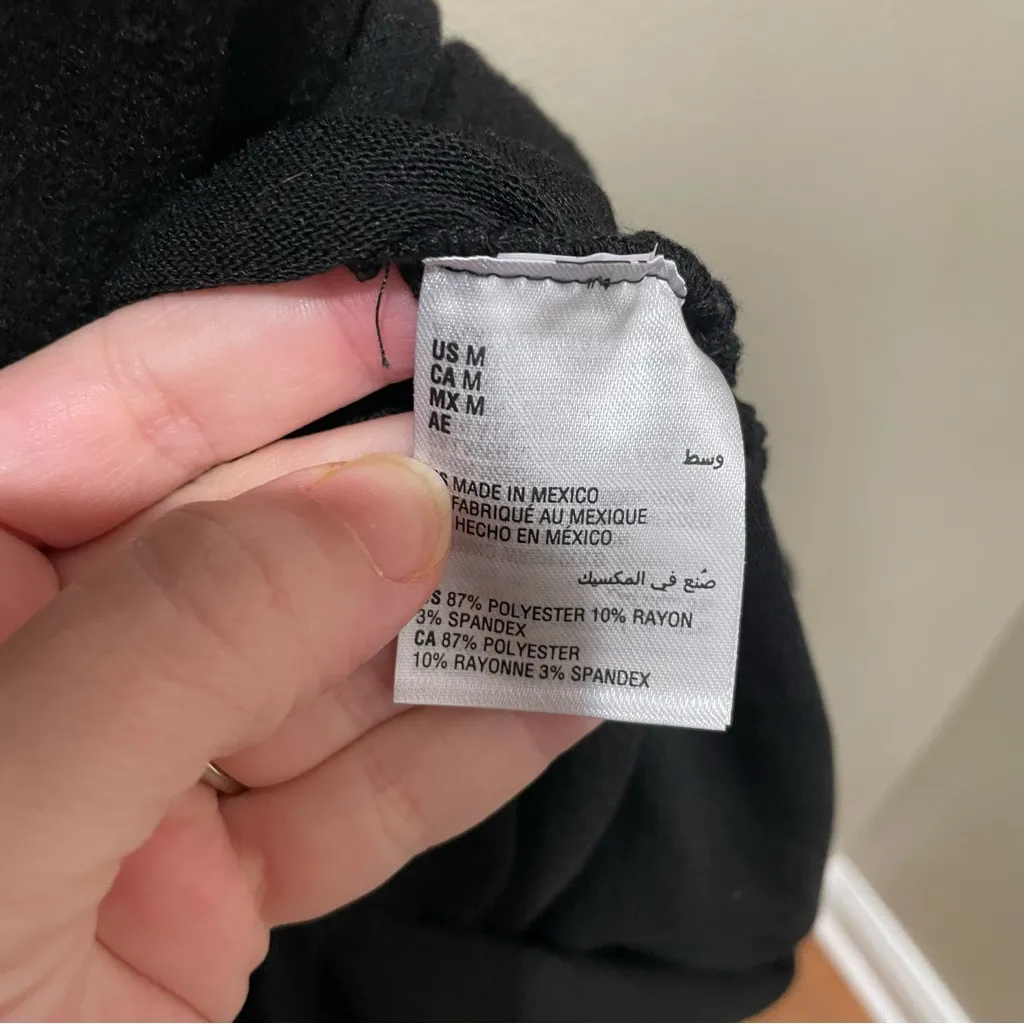 US M
CA M
MX M
AE
وسط
MADE IN MEXICO
FABRIQUÉ AU MEXIQUE
HECHO EN MÉXICO
صُنع في المكسيك
87% POLYESTER 10% RAYON
3% SPANDEX
CA 87% POLYESTER
10% RAYONNE 3% SPANDEX